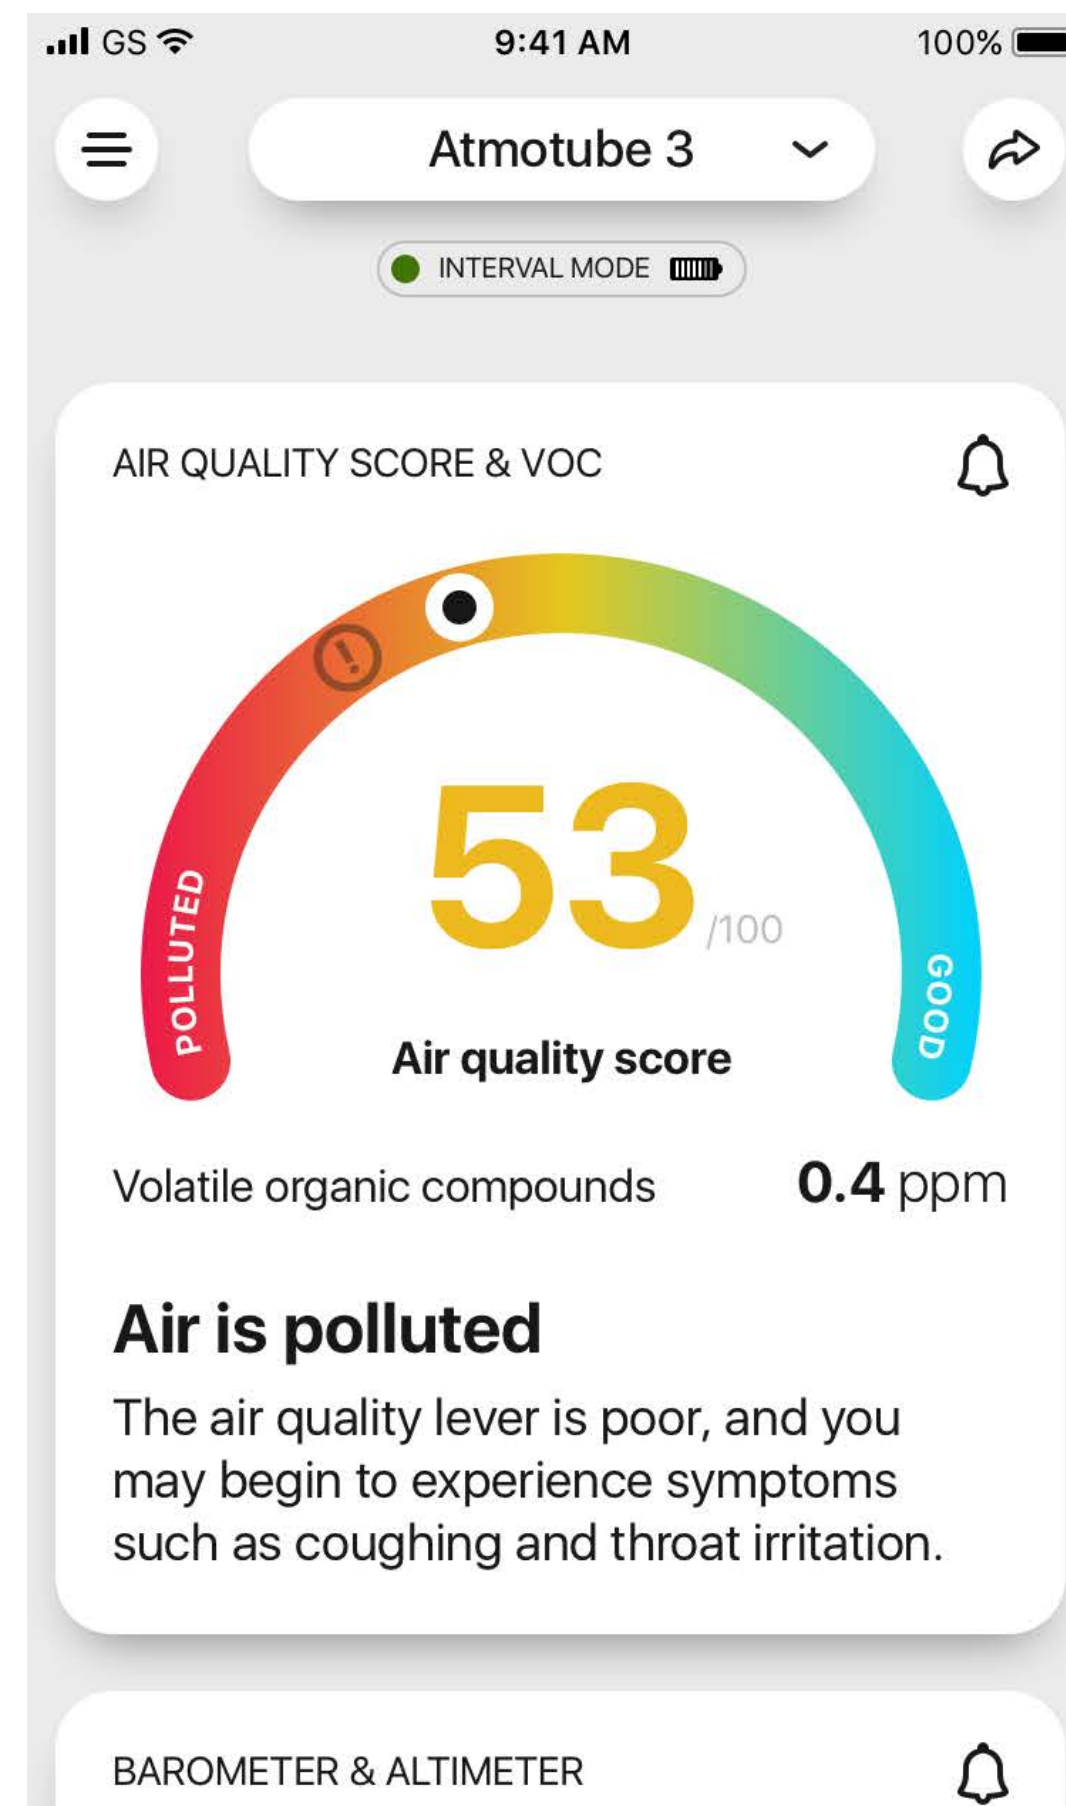 GS 9:41 AM 100%
Atmotube 3
INTERVAL MODE
AIR QUALITY SCORE & VOC
!
POLLUTED
53 /100
GOOD
Air quality score
Volatile organic compounds 0.4 ppm
Air is polluted
The air quality lever is poor, and you
may begin to experience symptoms
such as coughing and throat irritation.
BAROMETER & ALTIMETER